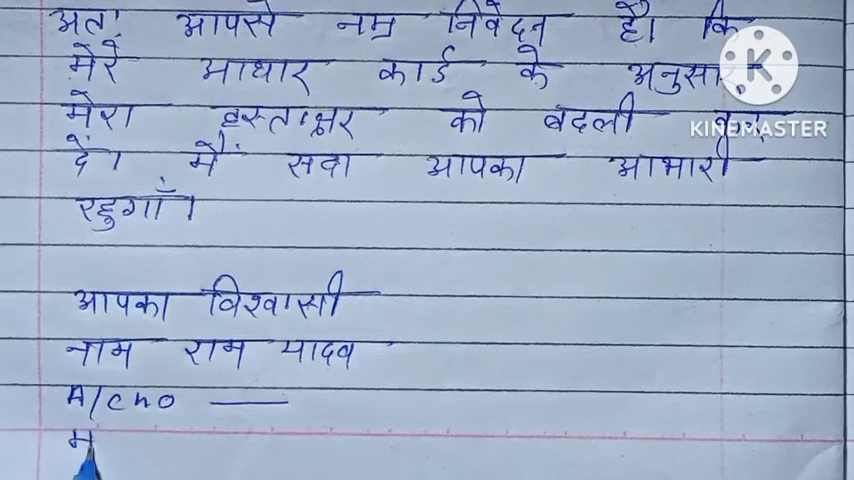 अतः आपसे नम्र निवेदन है। कि
मेरे आधार कार्ड के अनुसार
मेरा हस्ताक्षर को बदली कर
दें। मैं सदा आपका आभारी
रहुगाँ।
आपका विश्वासी
नाम राम यादव
A/c no ——
म
KINEMASTER